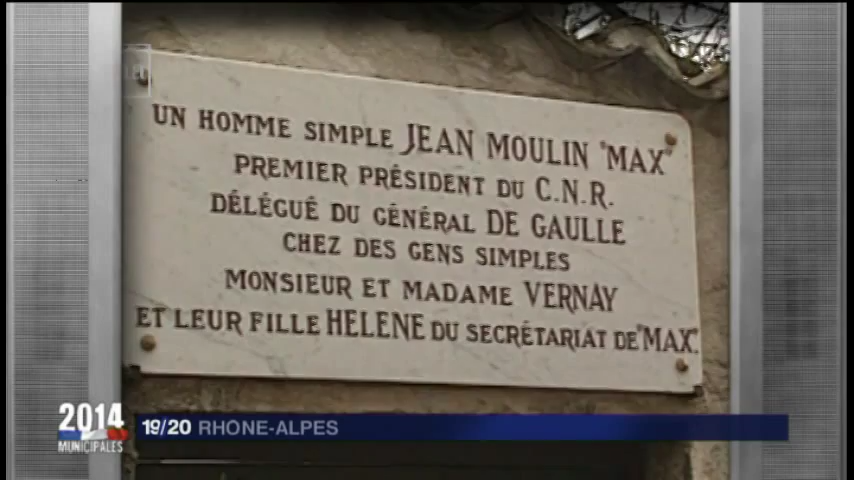 UN HOMME SIMPLE JEAN MOULIN "MAX"
PREMIER PRÉSIDENT DU C.N.R.
DÉLÉGUÉ DU GÉNÉRAL DE GAULLE
CHEZ DES GENS SIMPLES
MONSIEUR ET MADAME VERNAY
ET LEUR FILLE HELENE DU SECRÉTARIAT DE "MAX".
2014
MUNICIPALES
19/20 RHONE-ALPES